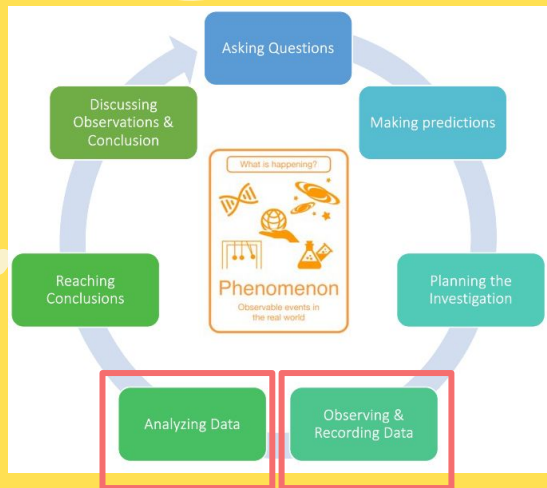 Asking Questions
Making predictions
Planning the
Investigation
Observing &
Recording Data
Analyzing Data
Reaching
Conclusions
Discussing
Observations &
Conclusion
What is happening?
Phenomenon
Observable events in
the real world